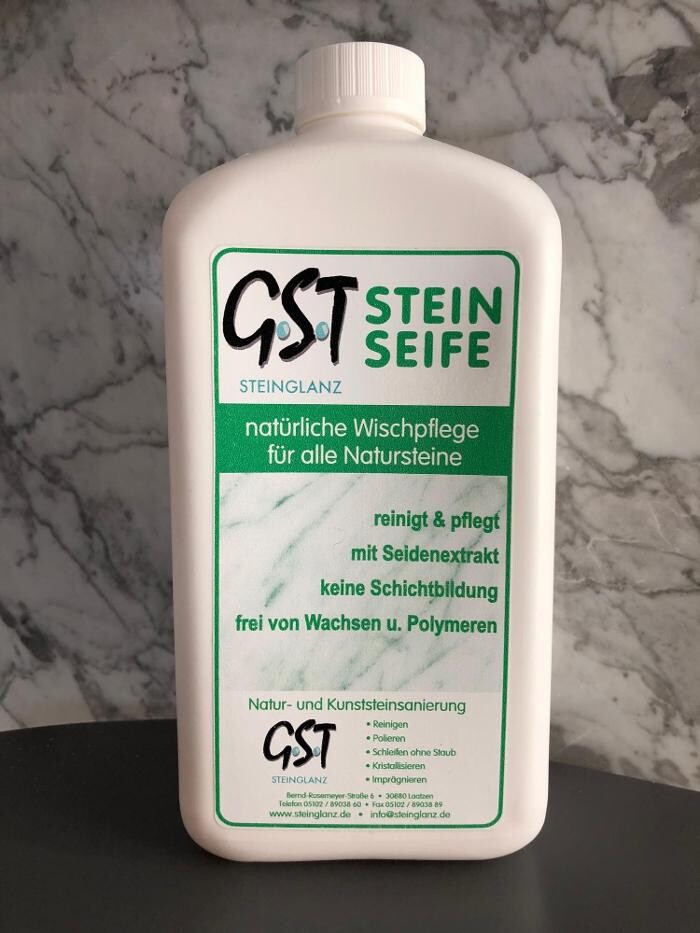 G.S.T STEIN
SEIFE
STEINGLANZ
natürliche Wischpflege
für alle Natursteine
reinigt & pflegt
mit Seidenextrakt
keine Schichtbildung
frei von Wachsen u. Polymeren
Natur- und Kunststeinsanierung
G.S.T
STEINGLANZ
• Reinigen
• Polieren
• Schleifen ohne Staub
• Kristallisieren
• Imprägnieren
Bernd-Rosemeyer-Straße 6 • 30880 Laatzen
Telefon 05102 / 89038 60 • Fax 05102 / 89038 89
www.steinglanz.de • info@steinglanz.de